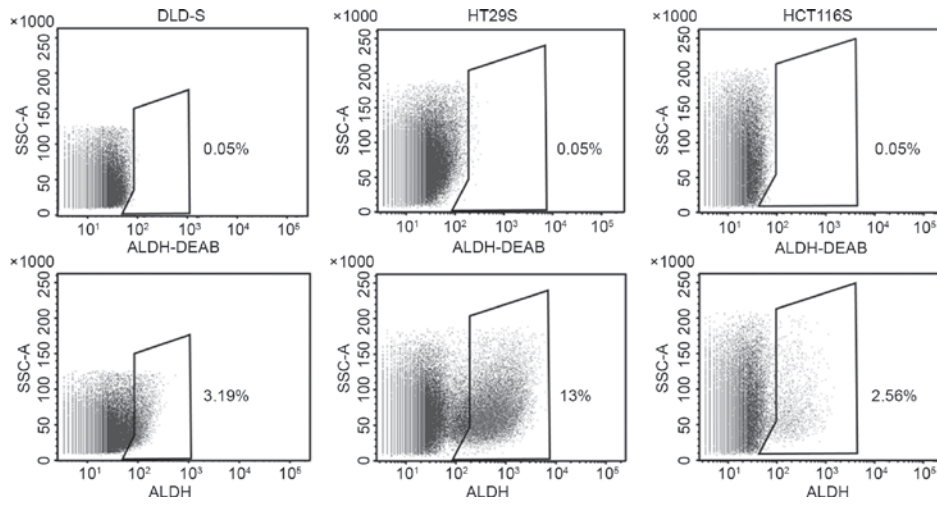 DLD-S HT29S HCT116S
×1000 ×1000 ×1000
SSC-A 250 200 150 100 50 0 0.05%
10¹ 10² 10³ 10⁴ 10⁵
ALDH-DEAB
SSC-A 250 200 150 100 50 0 0.05%
10¹ 10² 10³ 10⁴ 10⁵
ALDH-DEAB
SSC-A 250 200 150 100 50 0 0.05%
10¹ 10² 10³ 10⁴ 10⁵
ALDH-DEAB
×1000 ×1000 ×1000
SSC-A 250 200 150 100 50 0 3.19%
10¹ 10² 10³ 10⁴ 10⁵
ALDH
SSC-A 250 200 150 100 50 0 13%
10¹ 10² 10³ 10⁴ 10⁵
ALDH
SSC-A 250 200 150 100 50 0 2.56%
10¹ 10² 10³ 10⁴ 10⁵
ALDH